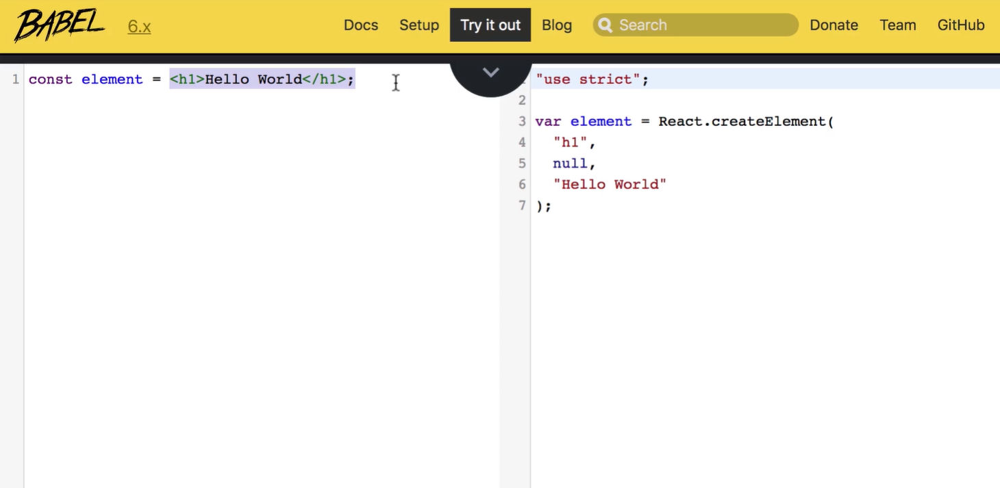 BABEL 6.x Docs Setup Try it out Blog Search Donate Team GitHub
1 const element = <h1>Hello World</h1>;
"use strict";
2
3 var element = React.createElement(
4 "h1",
5 null,
6 "Hello World"
7 );